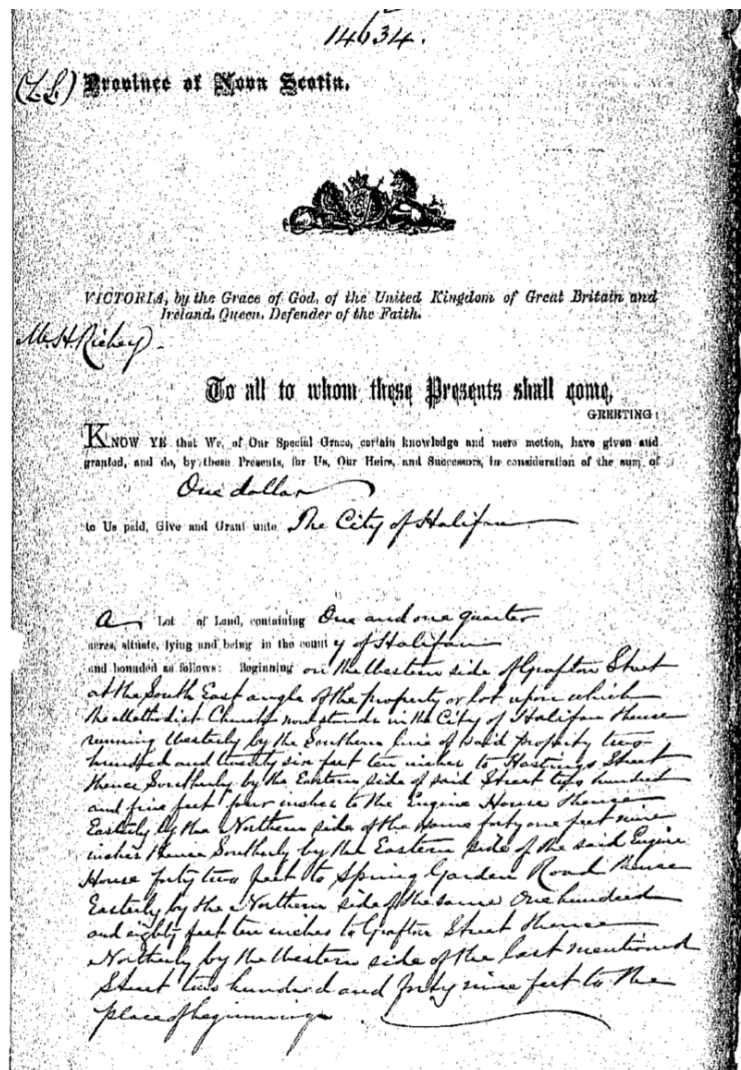 14634.
(L.S.) Province of Nova Scotia.
VICTORIA, by the Grace of God, of the United Kingdom of Great Britain and
Ireland, Queen, Defender of the Faith.
M. H. Richey.
To all to whom these Presents shall come,
GREETING:
KNOW YE that We, of Our Special Grace, certain knowledge and mere motion, have given and
granted, and do, by these Presents, for Us, Our Heirs, and Successors, in consideration of the sum of
One dollar
to Us paid, Give and Grant unto The City of Halifax
A Lot of Land, containing One and one quarter
acres, situate, lying and being in the county of Halifax
and bounded as follows: Beginning on the Western side of Grafton Street
at the South East angle of the property or lot upon which
the Methodist Church now stands in the City of Halifax thence
running Westerly by the Southern line of said property two
hundred and twenty six feet ten inches to Hastings Street
thence Southerly by the Eastern side of said Street two hundred
and five feet four inches to the Engine House thence
Easterly by the Northern side of the same forty one feet nine
inches thence Southerly by the Eastern side of the said Engine
House forty two feet to Spring Garden Road thence
Easterly by the Northern side of the same One hundred
and eighty feet ten inches to Grafton Street thence
Northerly by the Western side of the last mentioned
Street two hundred and forty nine feet to the
place of beginning